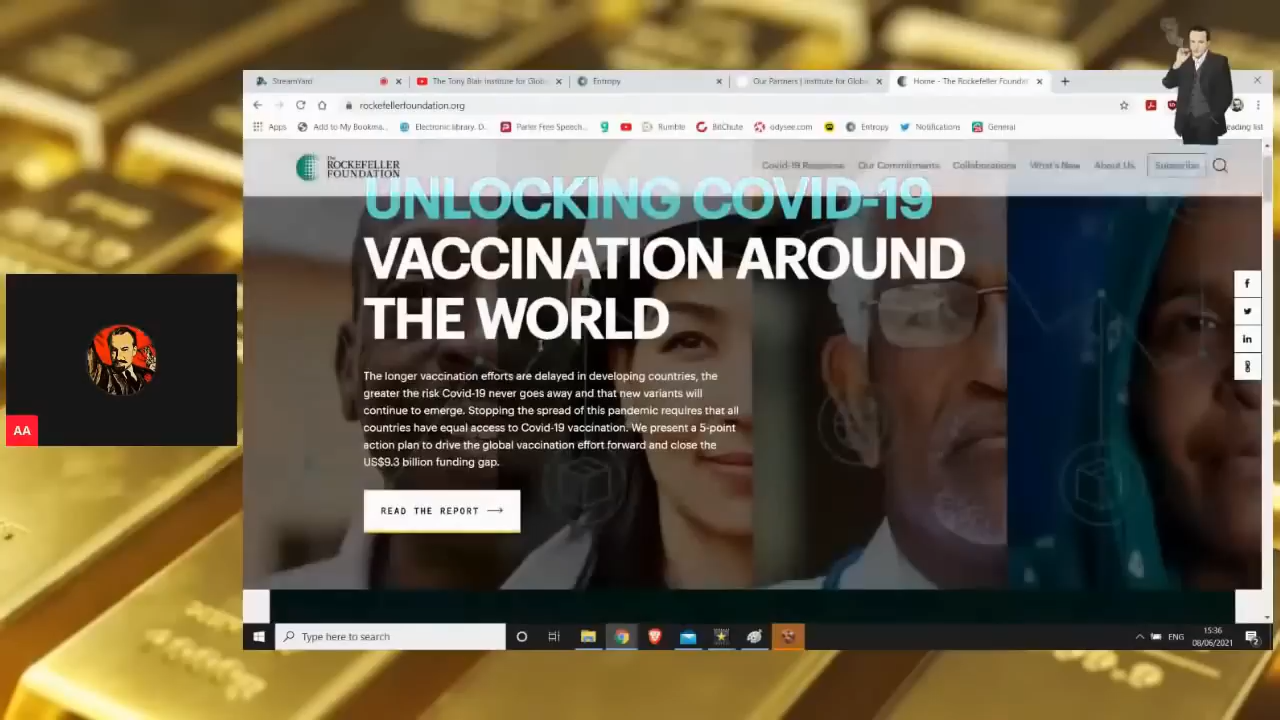 StreamYard
The Tony Blair Institute for Glob
Entropy
Our Partners | Institute for Globa
Home - The Rockefeller Foundat
rockefellerfoundation.org
Apps
Add to My Bookma...
Electronic library. D...
Parler Free Speech...
Rumble
BitChute
odysee.com
Entropy
Notifications
General
eading list
The
ROCKEFELLER
FOUNDATION
Covid-19 Response
Our Commitments
Collaborations
What's New
About Us
Subscribe
UNLOCKING COVID-19
VACCINATION AROUND
THE WORLD
The longer vaccination efforts are delayed in developing countries, the
greater the risk Covid-19 never goes away and that new variants will
continue to emerge. Stopping the spread of this pandemic requires that all
countries have equal access to Covid-19 vaccination. We present a 5-point
action plan to drive the global vaccination effort forward and close the
US$9.3 billion funding gap.
READ THE REPORT
AA
Type here to search
ENG
15:36
08/06/2021
2